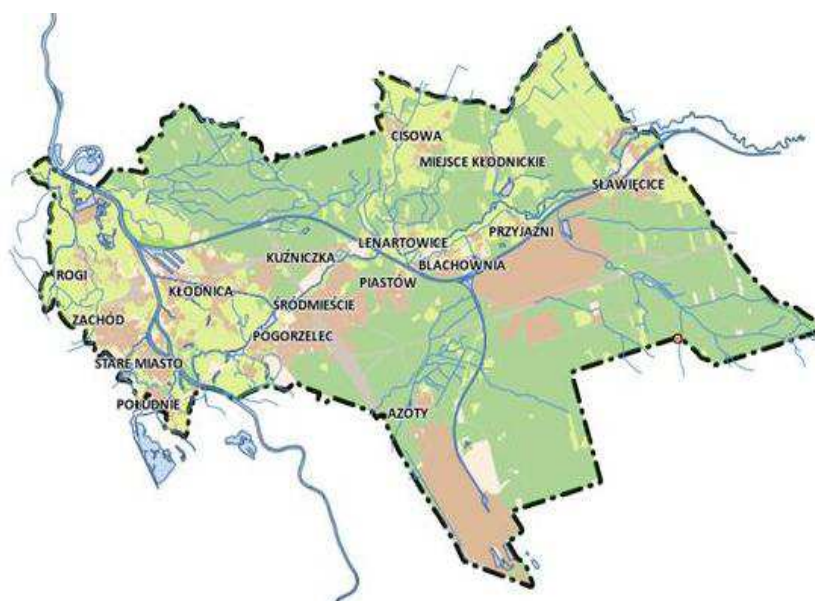 CISOWA
MIEJSCE KŁODNICKIE
SŁAWIĘCICE
PRZYJAŹNI
LENARTOWICE
KUŹNICZKA
BLACHOWNIA
ROGI
PIASTÓW
KŁODNICA
ŚRÓDMIEŚCIE
ZACHÓD
POGORZELEC
STARE MIASTO
POŁUDNIE
AZOTY